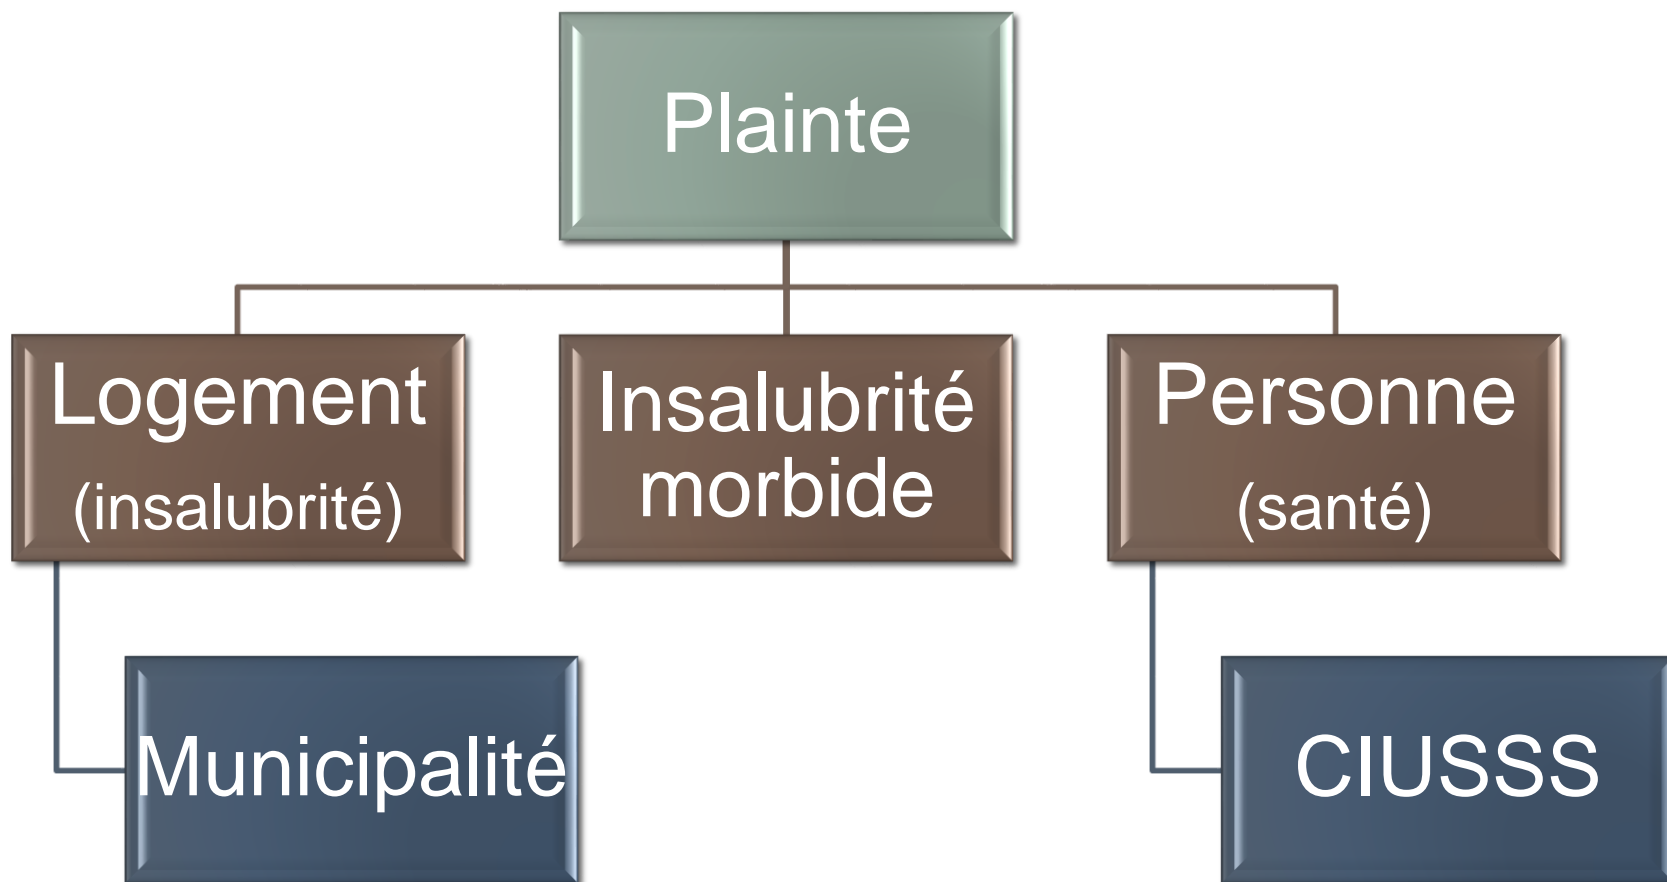 Plainte
Logement
(insalubrité)
Insalubrité
morbide
Personne
(santé)
Municipalité
CIUSSS